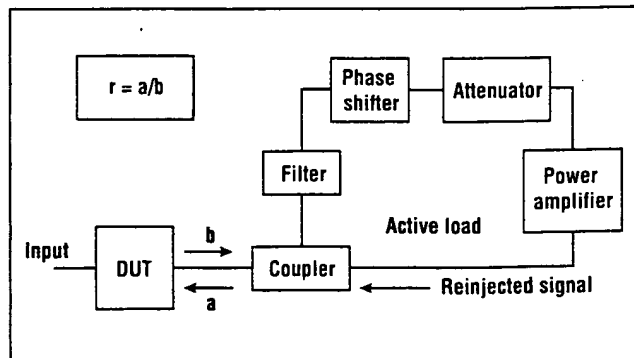 r = a/b
Phase
shifter
Attenuator
Filter
Power
amplifier
Active load
Input
DUT
b
a
Coupler
Reinjected signal